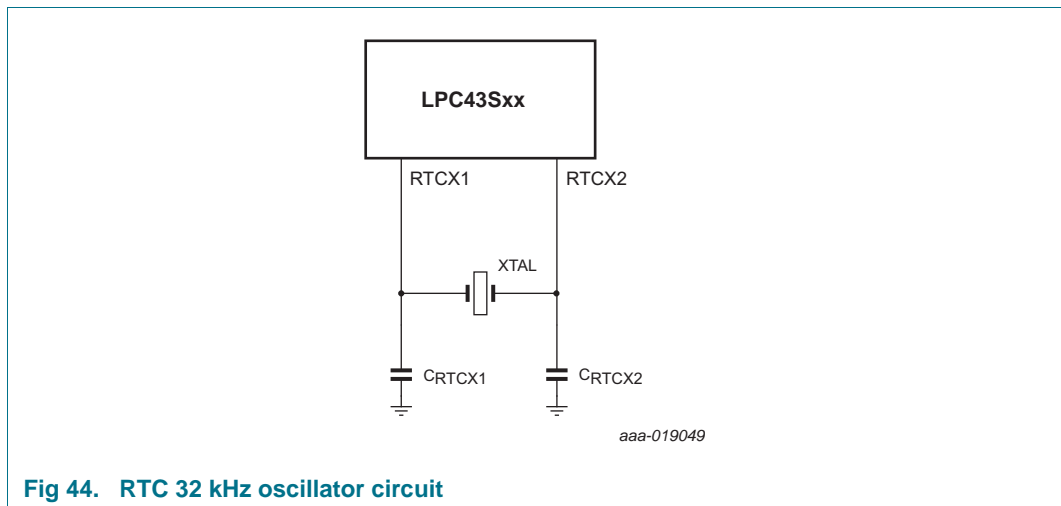 LPC43Sxx
RTCX1 RTCX2
XTAL
CRTCX1 CRTCX2
aaa-019049
Fig 44. RTC 32 kHz oscillator circuit